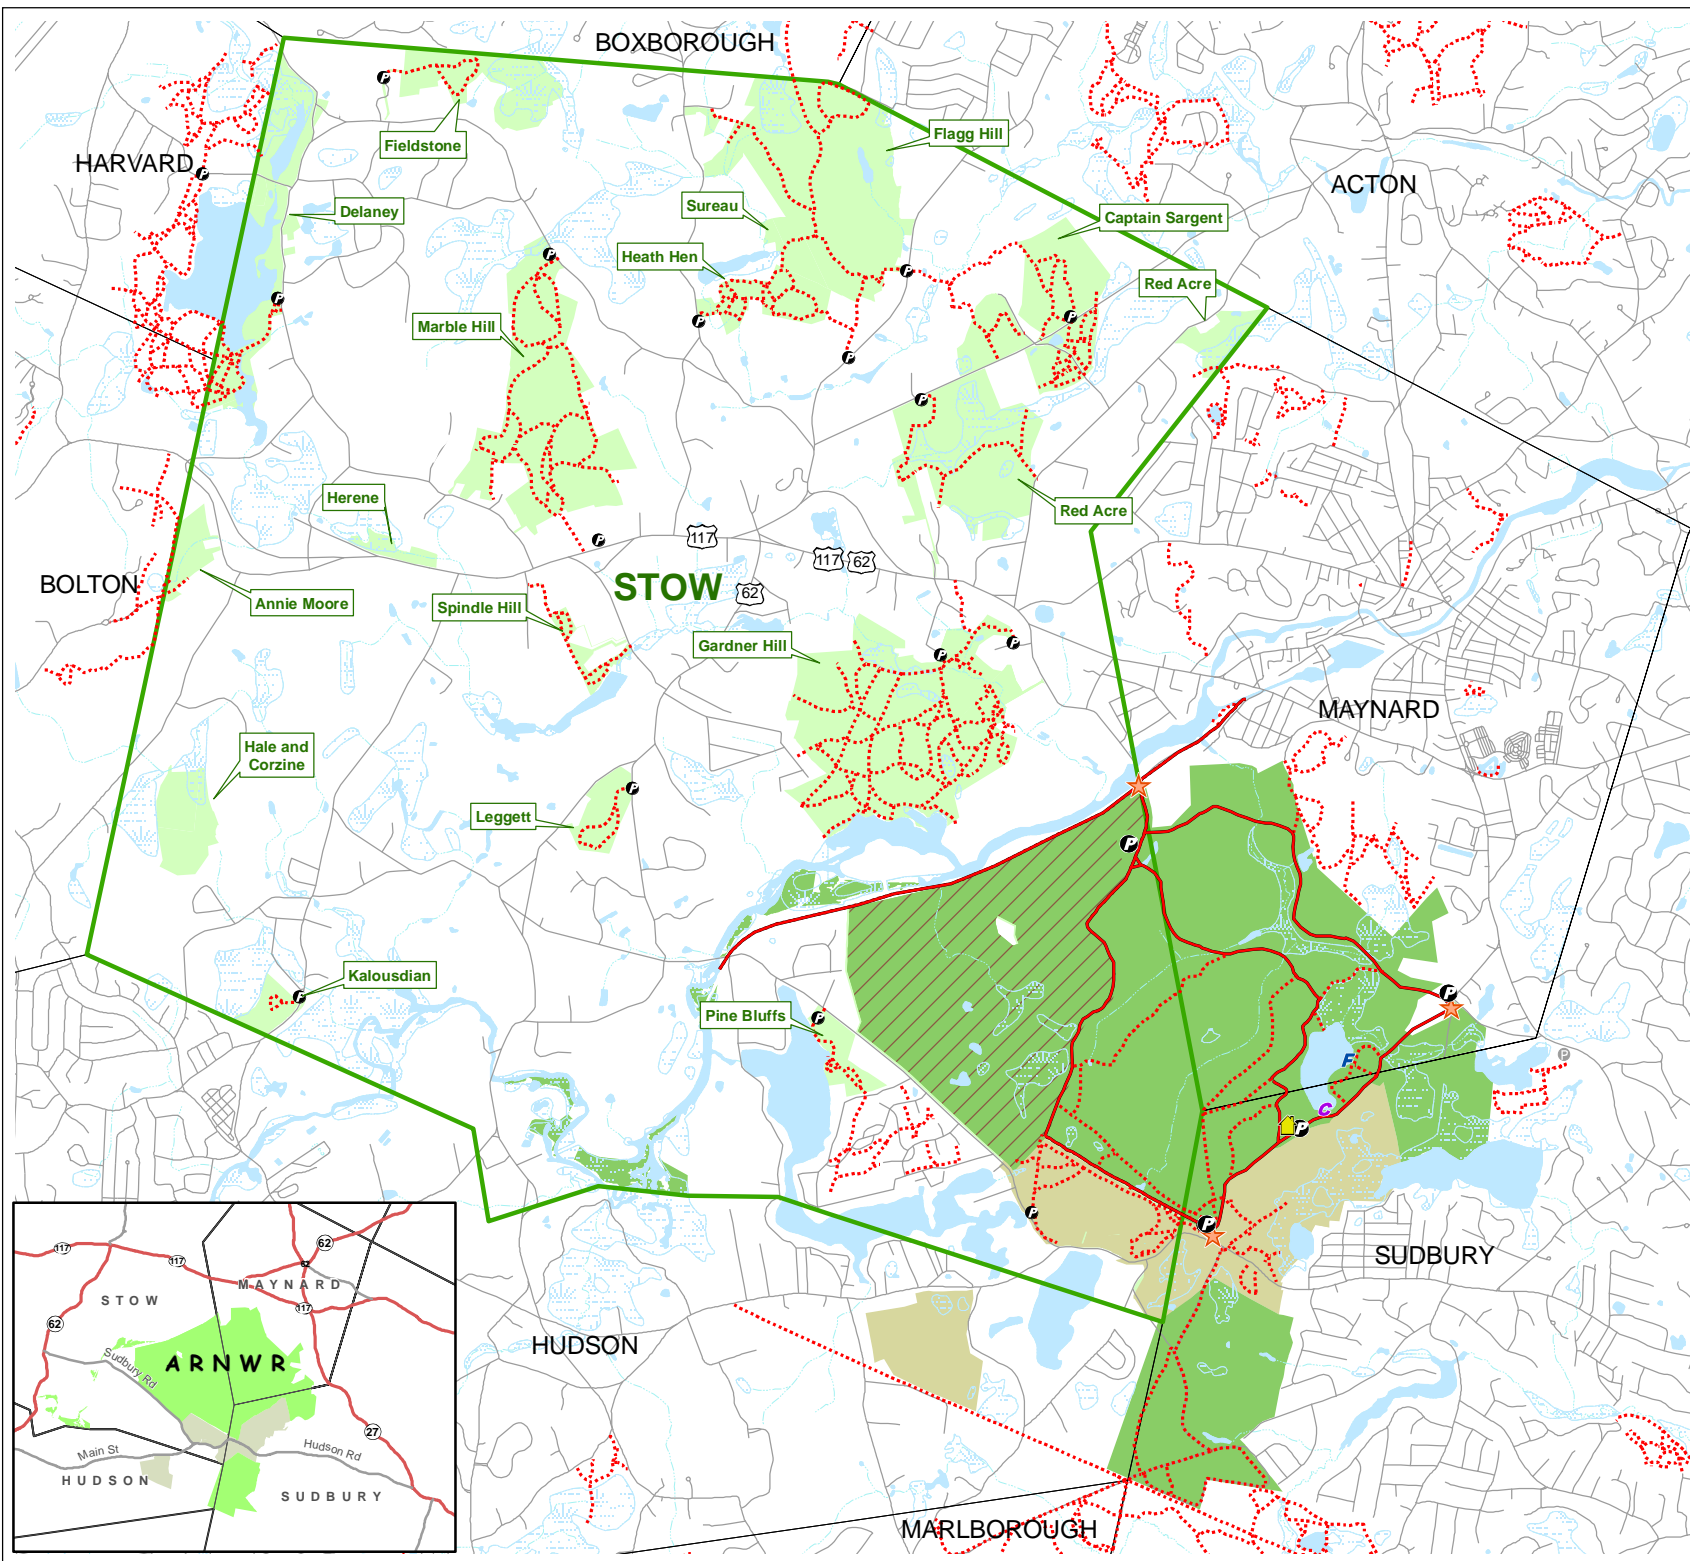 BOXBOROUGH
P
Fieldstone
Flagg Hill
HARVARD
P
ACTON
Delaney
Sureau
Captain Sargent
P
Heath Hen
P
Red Acre
P
Marble Hill
P
P
P
P
Herene
Red Acre
117
P
117
62
BOLTON
STOW
62
Annie Moore
Spindle Hill
Gardner Hill
P
P
MAYNARD
Hale and
Corzine
P
Leggett
P
Kalousdian
P
P
Pine Bluffs
P
F
P
C
P
P
P
SUDBURY
HUDSON
MARLBOROUGH
117
117
62
62
MAYNARD
STOW
117
62
ARNWR
Sudbury Rd
27
Main St
Hudson Rd
HUDSON
SUDBURY